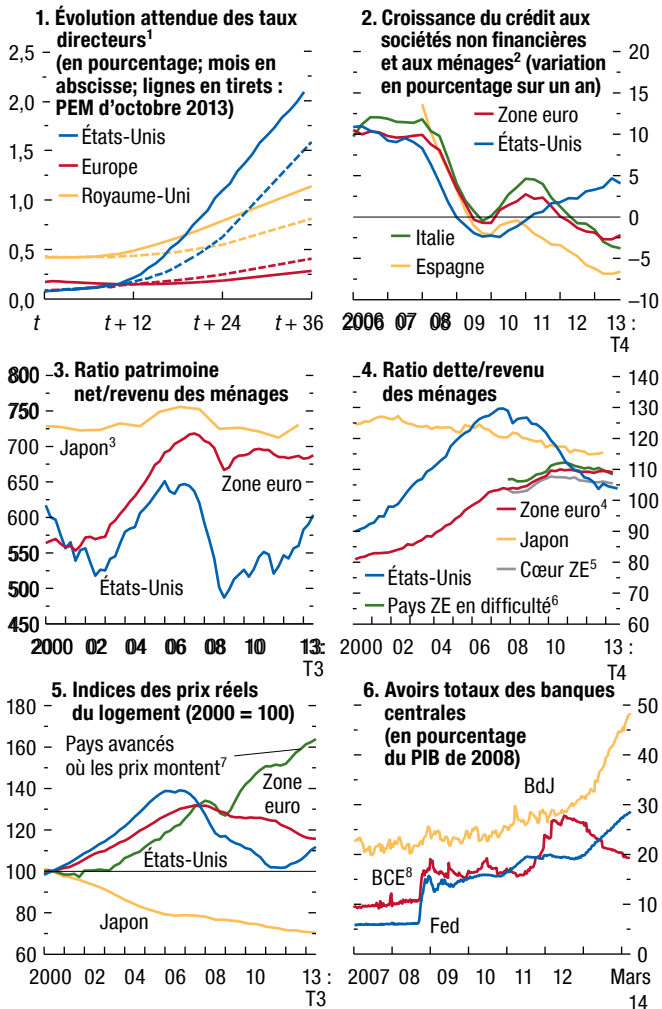 1. Évolution attendue des taux
directeurs1
(en pourcentage; mois en
abscisse; lignes en tirets :
PEM d'octobre 2013)
2,5
2,0
1,5
1,0
0,5
0,0
États-Unis
Europe
Royaume-Uni
t
t + 12
t + 24
t + 36
2. Croissance du crédit aux
sociétés non financières
et aux ménages2 (variation
en pourcentage sur un an)
20
15
10
5
0
–5
–10
Zone euro
États-Unis
Italie
Espagne
2006 07 08 09 10 11 12 13 :
T4
3. Ratio patrimoine
net/revenu des ménages
800
750
700
650
600
550
500
450
Japon3
Zone euro
États-Unis
2000 02 04 06 08 10 13 :
T3
4. Ratio dette/revenu
des ménages
140
130
120
110
100
90
80
70
60
Zone euro4
Japon
Cœur ZE5
États-Unis
Pays ZE en difficulté6
2000 02 04 06 08 10 13 :
T4
5. Indices des prix réels
du logement (2000 = 100)
180
160
140
120
100
80
60
Pays avancés
où les prix montent7
Zone
euro
États-Unis
Japon
2000 02 04 06 08 10 13 :
T3
6. Avoirs totaux des banques
centrales
(en pourcentage
du PIB de 2008)
50
40
30
20
10
0
BdJ
BCE8
Fed
2007 08 09 10 11 12 Mars
14